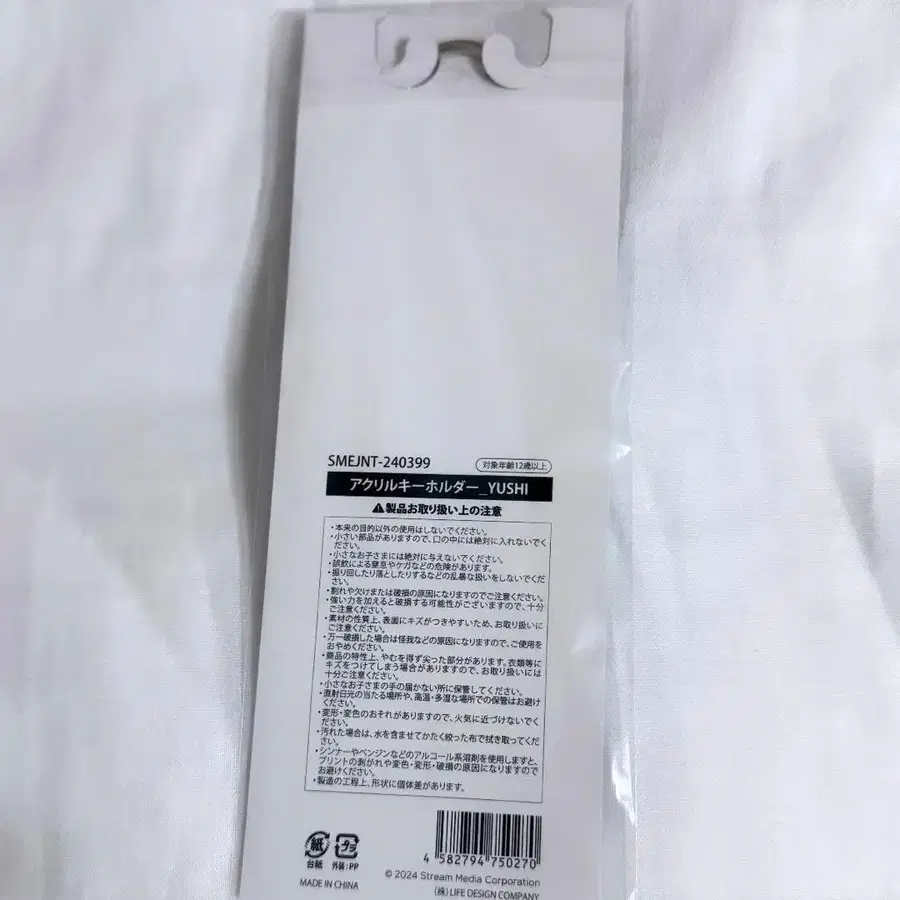 SMEJNT-240399
対象年齢12歳以上
アクリルキーホルダー_YUSHI
⚠製品お取り扱い上の注意
・本来の目的以外の使用はしないでください。
・小さい部品がありますので、口の中には絶対に入れないでく
ださい。
・小さなお子さまには絶対に与えないでください。
・誤飲による窒息やケガなどの危険があります。
・振り回したり落としたりするなどの乱暴な扱いをしないでくだ
さい。
・割れや欠けまたは破損の原因になりますのでご注意ください。
・強い力を加えると破損する可能性がございますので、十分
ご注意ください。
・素材の性質上、表面にキズがつきやすいため、お取り扱いに
ご注意ください。
・万一破損した場合は怪我などの原因になりますので、ご使用を
おやめください。
・商品の特性上、やむを得ず尖った部分があります。衣類等に
キズをつけてしまう場合がありますので、お取り扱いには
十分ご注意ください。
・小さなお子さまの手の届かない所に保管してください。
・直射日光の当たる場所や、高温・多湿な場所での保管はお避け
ください。
・変形・変色のおそれがありますので、火気に近づけないでく
ださい。
・汚れた場合は、水を含ませてかたく絞った布で拭き取ってくだ
さい。
・シンナーやベンジンなどのアルコール系溶剤を使用しますと、
プリントの剥がれや変色・変形・破損の原因になりますので
お避けください。
・製造の工程上、形状に個体差があります。
紙
台紙
プラ
外装:PP
4 582794 750270
MADE IN CHINA
© 2024 Stream Media Corporation
(株) LIFE DESIGN COMPANY